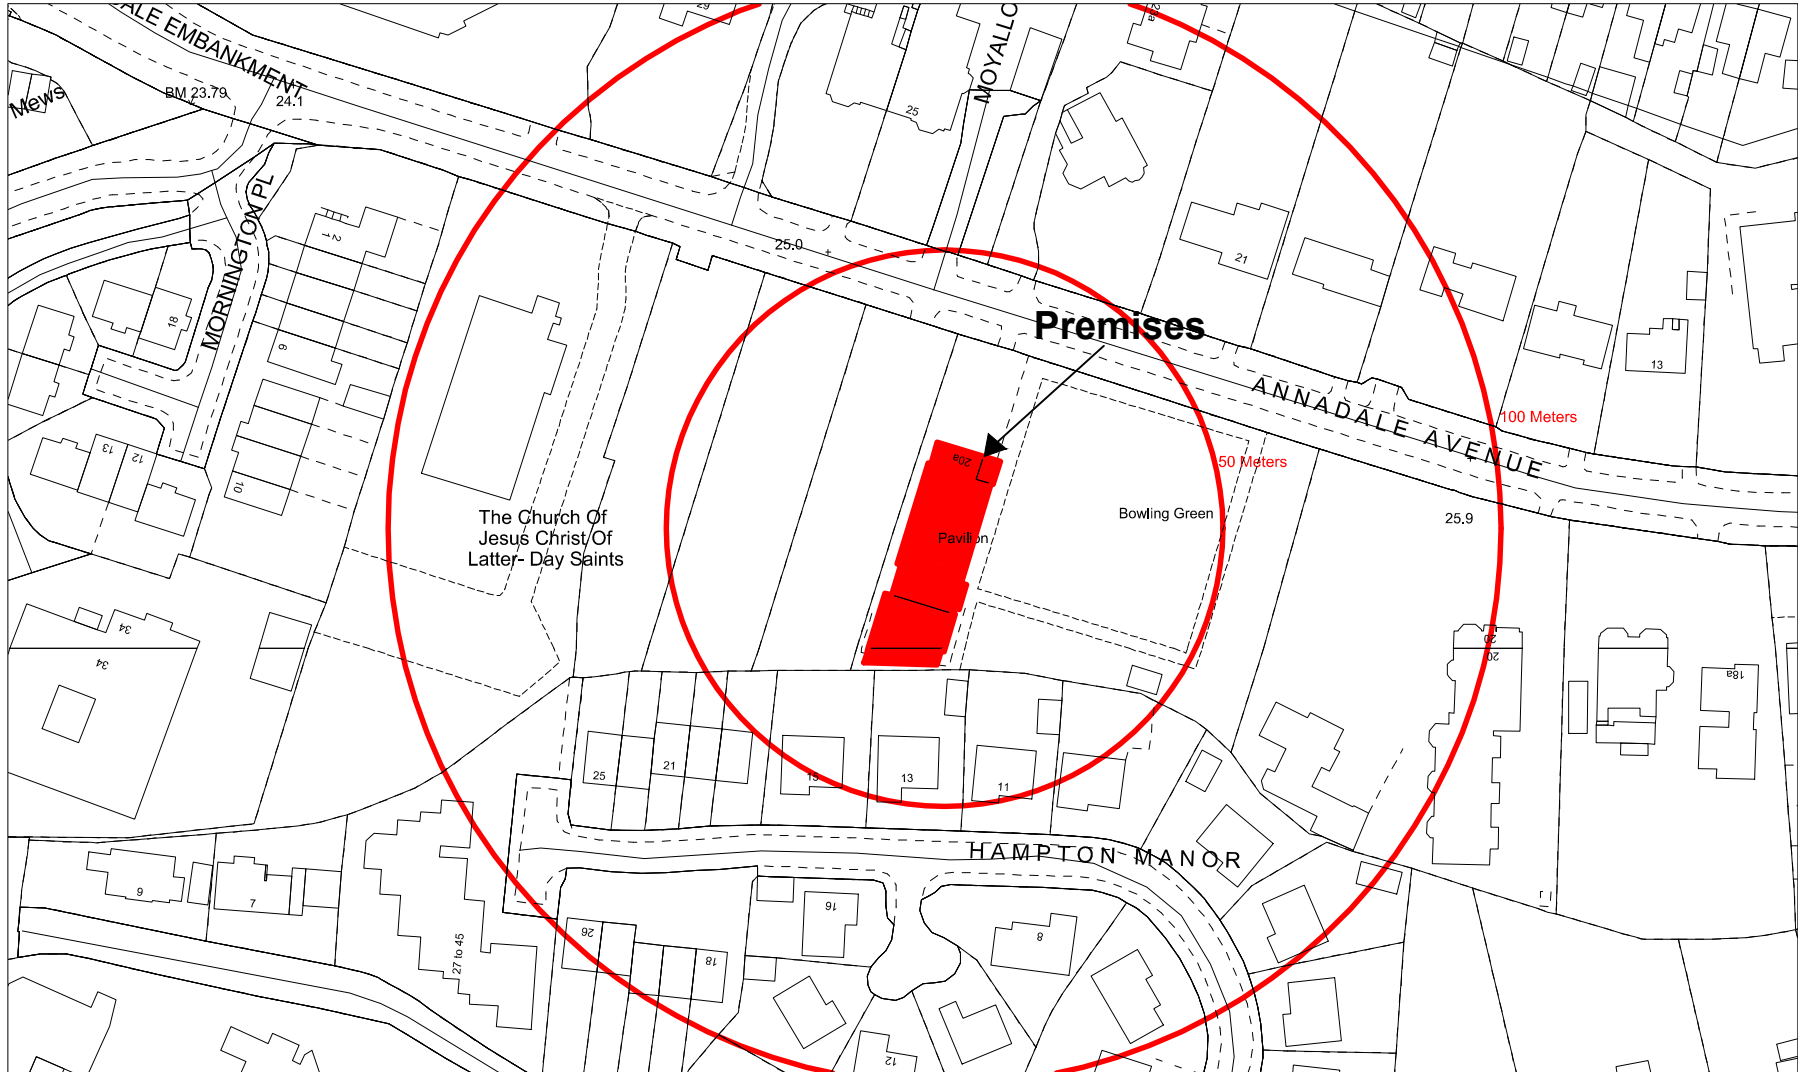 ALE EMBANKMENT
29
28a
MOYALLO
Mews
BM 23.79
24.1
25
MORNINGTON PL
2
1
25.0
21
18
9
Premises
13
ANNADALE AVENUE
100 Meters
13
12
10
20a
50 Meters
The Church Of
Jesus Christ Of
Latter- Day Saints
Pavilion
Bowling Green
25.9
34
34
20
20
18a
25
21
15
13
11
HAMPTON MANOR
6
7
27 to 45
26
18
16
8
12